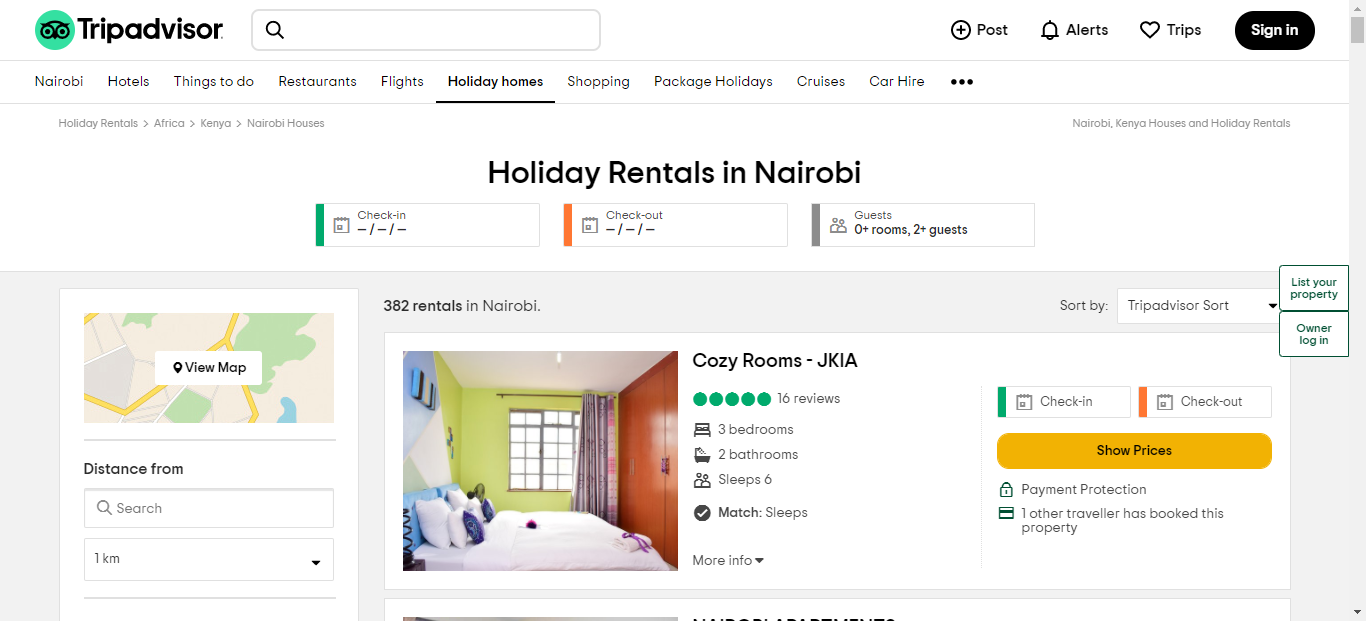 Tripadvisor
Post
Alerts
Trips
Sign in
Nairobi
Hotels
Things to do
Restaurants
Flights
Holiday homes
Shopping
Package Holidays
Cruises
Car Hire
Holiday Rentals > Africa > Kenya > Nairobi Houses
Nairobi, Kenya Houses and Holiday Rentals
Holiday Rentals in Nairobi
Check-in
– / – / –
Check-out
– / – / –
Guests
0+ rooms, 2+ guests
List your
property
Owner
log in
View Map
Distance from
Search
1 km
382 rentals in Nairobi.
Sort by:
Tripadvisor Sort
Cozy Rooms - JKIA
16 reviews
3 bedrooms
2 bathrooms
Sleeps 6
Match: Sleeps
More info
Check-in
Check-out
Show Prices
Payment Protection
1 other traveller has booked this
property
NAIROBI APARTMENTS